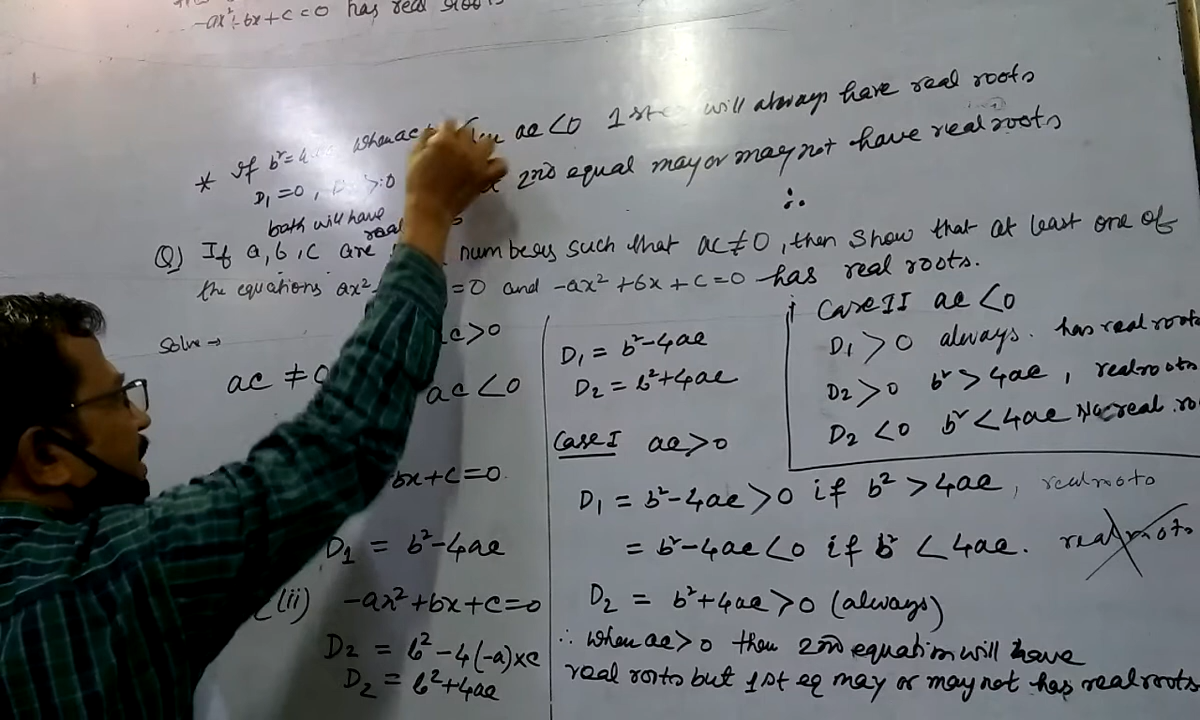 -ax²+bx+c=0 has real roots
* If b²=4ac when ac ac<0 1st will always have real roots
D₁=0, >0 2nd equal may or may not have real roots
both will have real
∴
Q) If a, b, c are numbers such that ac≠0, then show that at least one of
the equations ax² =0 and -ax²+bx+c=0 has real roots.
Soln →
ac ≠0
c>0
ac<0
bx+c=0.
D₁ = b²-4ac
(ii) -ax²+bx+c=0
D₂ = b²-4(-a)×c
D₂ = b²+4ac
D₁ = b²-4ac
D₂ = b²+4ac
Case I ac>0
D₁ = b²-4ac>0 if b²>4ac, real roots
= b²-4ac<0 if b²<4ac. real roots
D₂ = b²+4ac>0 (always)
∴ when ac>0 then 2nd equation will have
real roots but 1st eq may or may not has real roots
Case II ac<0
D₁>0 always. has real roots
D₂>0 b²>4ac, real roots
D₂<0 b²<4ac No real